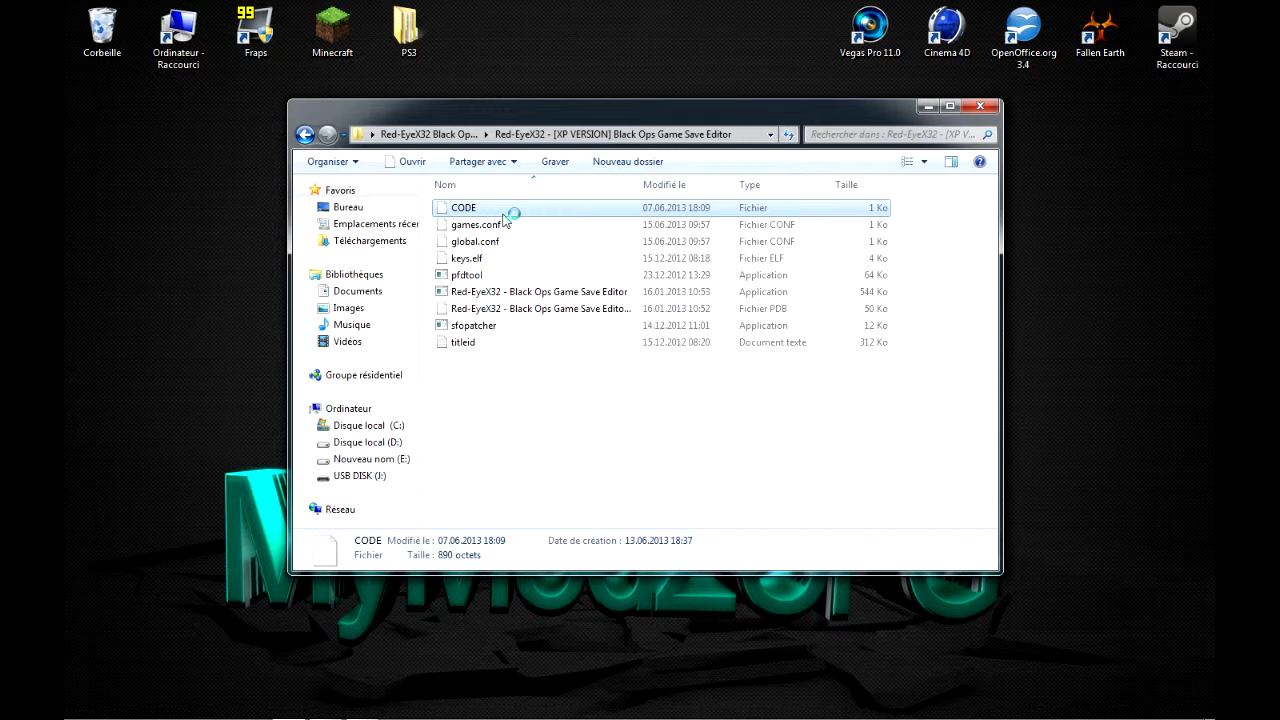 99
Corbeille
Ordinateur -
Raccourci
Fraps
Minecraft
PS3
Vegas Pro 11.0
Cinema 4D
OpenOffice.org
3.4
Fallen Earth
Steam -
Raccourci
Red-EyeX32 Black Op... Red-EyeX32 - [XP VERSION] Black Ops Game Save Editor
Rechercher dans : Red-EyeX32 - [XP V...
Organiser Ouvrir Partager avec Graver Nouveau dossier
Nom Modifié le Type Taille
Favoris
Bureau
Emplacements récer
Téléchargements
Bibliothèques
Documents
Images
Musique
Vidéos
Groupe résidentiel
Ordinateur
Disque local (C:)
Disque local (D:)
Nouveau nom (E:)
USB DISK (J:)
Réseau
CODE 07.06.2013 18:09 Fichier 1 Ko
games.conf 15.06.2013 09:57 Fichier CONF 1 Ko
global.conf 15.06.2013 09:57 Fichier CONF 1 Ko
keys.elf 15.12.2012 08:18 Fichier ELF 4 Ko
pfdtool 23.12.2012 13:29 Application 64 Ko
Red-EyeX32 - Black Ops Game Save Editor 16.01.2013 10:53 Application 544 Ko
Red-EyeX32 - Black Ops Game Save Edito... 16.01.2013 10:52 Fichier PDB 50 Ko
sfopatcher 14.12.2012 11:01 Application 12 Ko
titleid 15.12.2012 08:20 Document texte 312 Ko
CODE Modifié le : 07.06.2013 18:09 Date de création : 13.06.2013 18:37
Fichier Taille : 890 octets